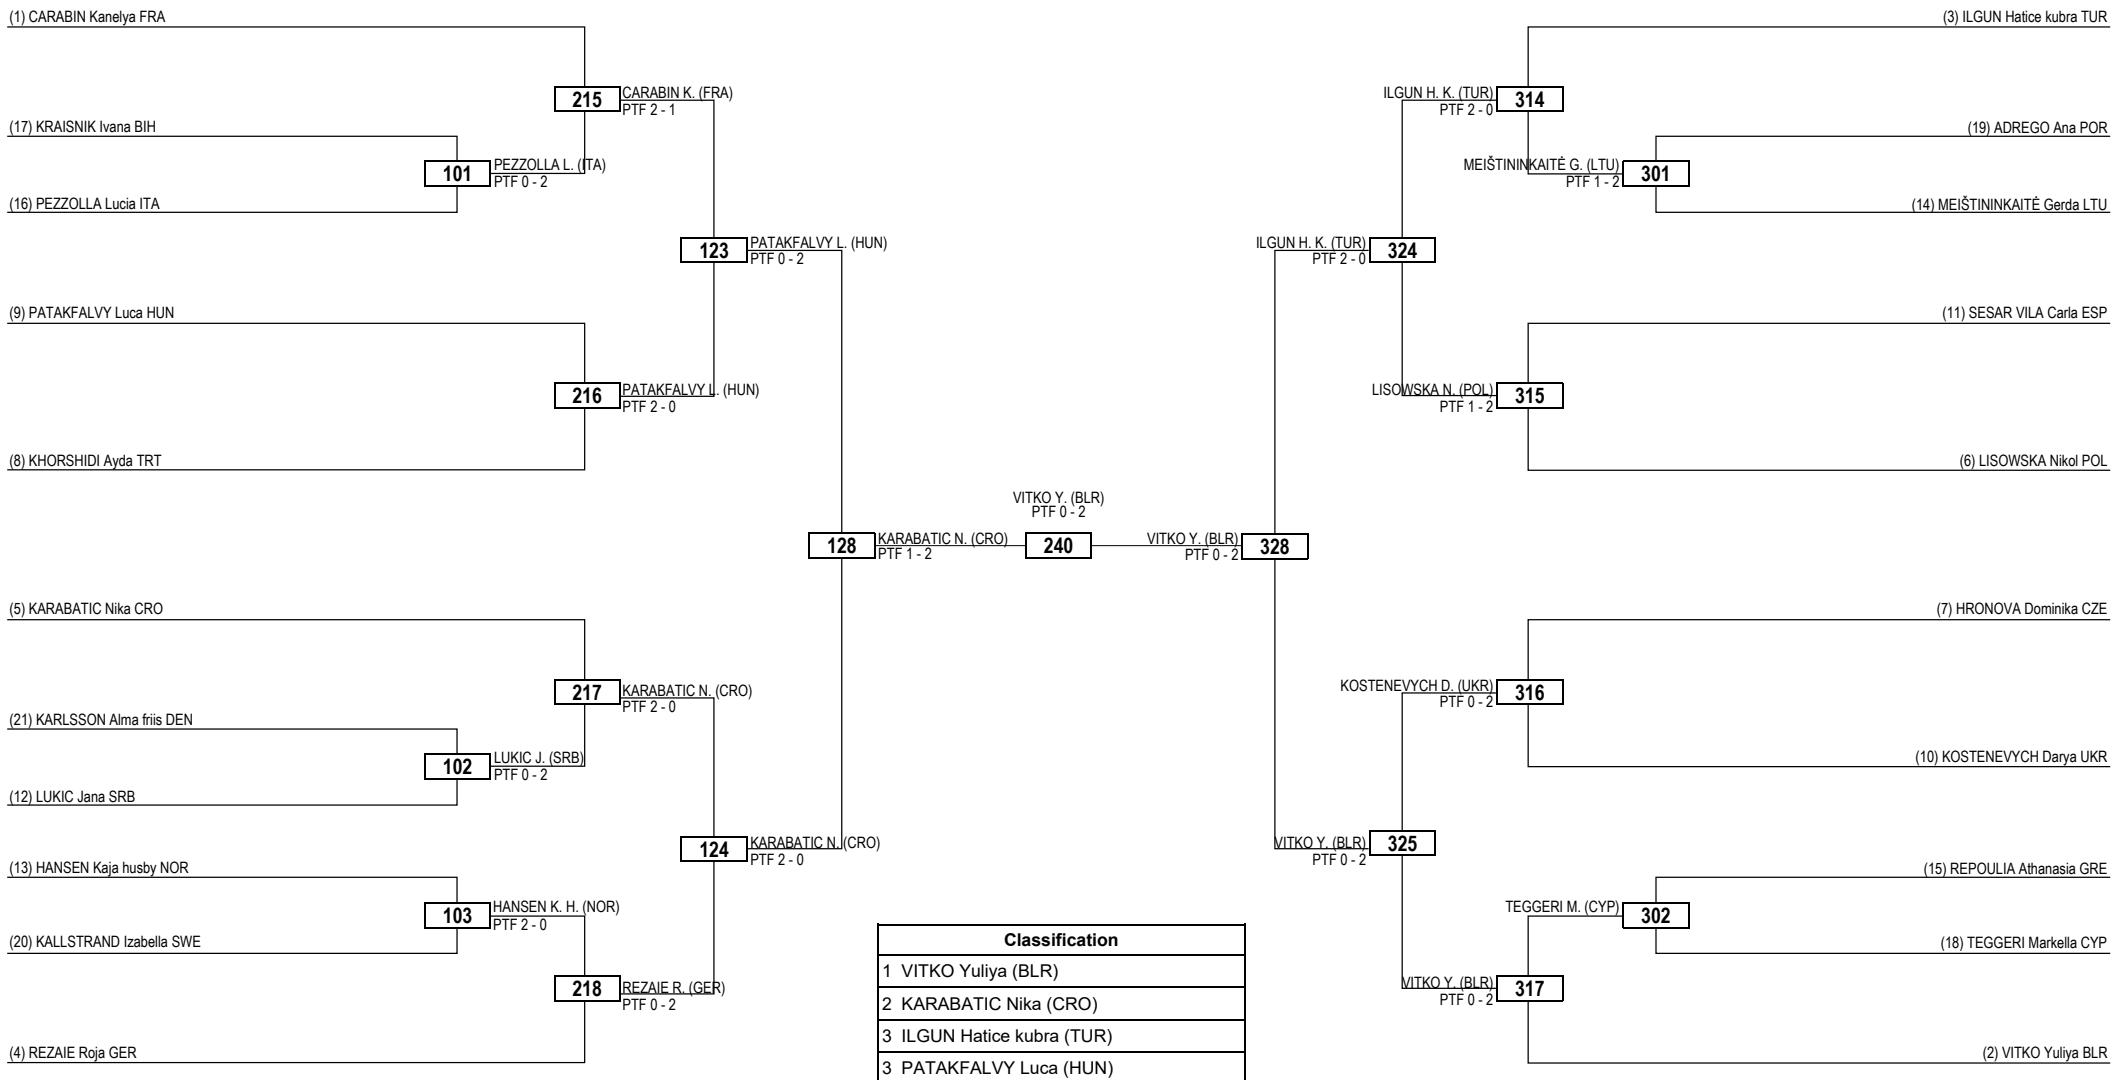 (1) CARABIN Kanelya FRA
(3) ILGUN Hatice kubra TUR
215
CARABIN K. (FRA)
PTF 2 - 1
ILGUN H. K. (TUR)
PTF 2 - 0
314
(17) KRAISNIK Ivana BIH
(19) ADREGO Ana POR
101
PEZZOLLA L. (ITA)
PTF 0 - 2
MEIŠTININKAITĖ G. (LTU)
PTF 1 - 2
301
(16) PEZZOLLA Lucia ITA
(14) MEIŠTININKAITĖ Gerda LTU
123
PATAKFALVY L. (HUN)
PTF 0 - 2
ILGUN H. K. (TUR)
PTF 2 - 0
324
(9) PATAKFALVY Luca HUN
(11) SESAR VILA Carla ESP
216
PATAKFALVY L. (HUN)
PTF 2 - 0
LISOWSKA N. (POL)
PTF 1 - 2
315
(8) KHORSHIDI Ayda TRT
(6) LISOWSKA Nikol POL
VITKO Y. (BLR)
PTF 0 - 2
128
KARABATIC N. (CRO)
PTF 1 - 2
240
VITKO Y. (BLR)
PTF 0 - 2
328
(5) KARABATIC Nika CRO
(7) HRONOVA Dominika CZE
217
KARABATIC N. (CRO)
PTF 2 - 0
KOSTENEVYCH D. (UKR)
PTF 0 - 2
316
(21) KARLSSON Alma friis DEN
102
LUKIC J. (SRB)
PTF 0 - 2
(10) KOSTENEVYCH Darya UKR
(12) LUKIC Jana SRB
124
KARABATIC N. (CRO)
PTF 2 - 0
VITKO Y. (BLR)
PTF 0 - 2
325
(13) HANSEN Kaja husby NOR
(15) REPOULIA Athanasia GRE
103
HANSEN K. H. (NOR)
PTF 2 - 0
TEGGERI M. (CYP)
302
(20) KALLSTRAND Izabella SWE
(18) TEGGERI Markella CYP
218
REZAIE R. (GER)
PTF 0 - 2
VITKO Y. (BLR)
PTF 0 - 2
317
(4) REZAIE Roja GER
(2) VITKO Yuliya BLR
Classification
1 VITKO Yuliya (BLR)
2 KARABATIC Nika (CRO)
3 ILGUN Hatice kubra (TUR)
3 PATAKFALVY Luca (HUN)